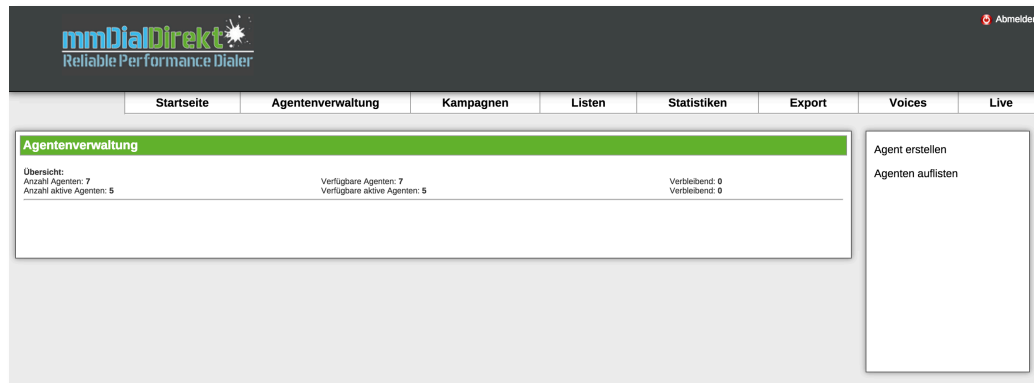 mmDialDirekt
Reliable Performance Dialer
Abmelden
Startseite Agentenverwaltung Kampagnen Listen Statistiken Export Voices Live
Agentenverwaltung
Übersicht:
Anzahl Agenten: 7 Verfügbare Agenten: 7 Verbleibend: 0
Anzahl aktive Agenten: 5 Verfügbare aktive Agenten: 5 Verbleibend: 0
Agent erstellen
Agenten auflisten